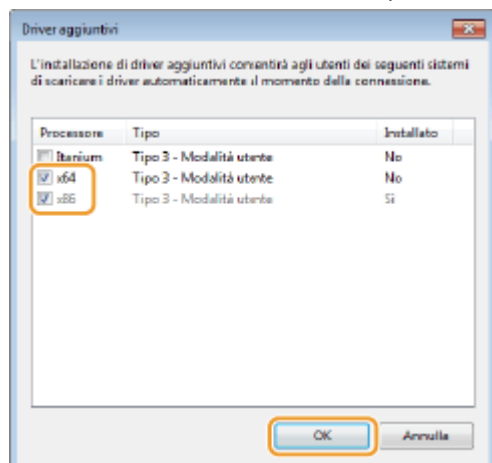 Driver aggiuntivi
L'installazione di driver aggiuntivi consentirà agli utenti dei seguenti sistemi
di scaricare i driver automaticamente al momento della connessione.
Processore Tipo Installato
Itanium Tipo 3 - Modalità utente No
x64 Tipo 3 - Modalità utente No
x86 Tipo 3 - Modalità utente Sì
OK Annulla